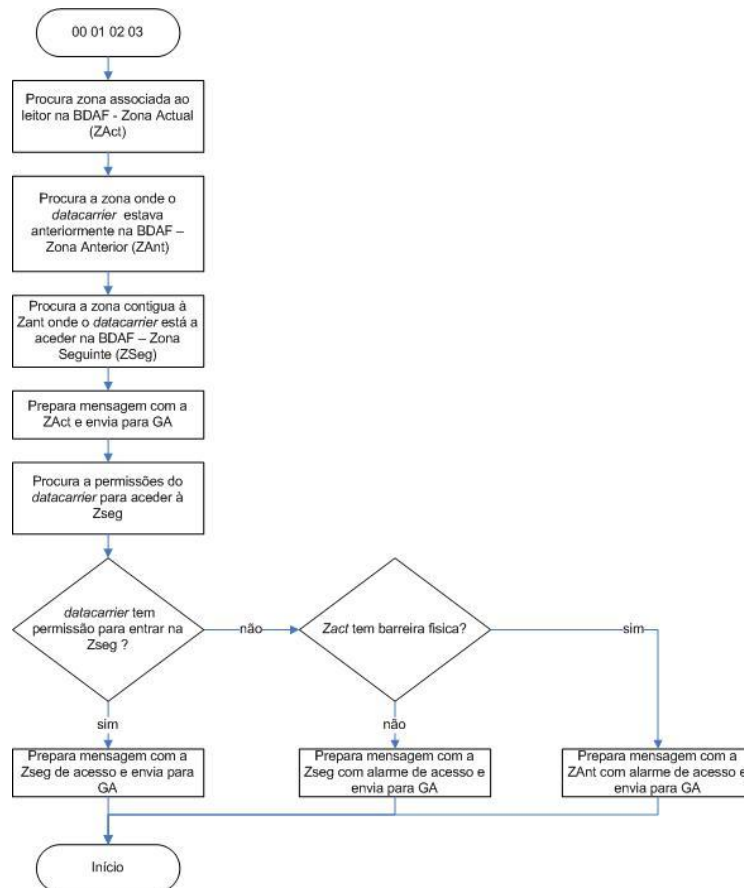 00 01 02 03
Procura zona associada ao
leitor na BDAF - Zona Actual
(ZAct)
Procura a zona onde o
datacarrier estava
anteriormente na BDAF –
Zona Anterior (ZAnt)
Procura a zona contigua à
Zant onde o datacarrier está a
aceder na BDAF – Zona
Seguinte (ZSeg)
Prepara mensagem com a
ZAct e envia para GA
Procura a permissões do
datacarrier para aceder à
Zseg
datacarrier tem
permissão para entrar na
Zseg ?
não
Zact tem barreira fisica?
sim
sim
não
Prepara mensagem com a
Zseg de acesso e envia para
GA
Prepara mensagem com a
Zseg com alarme de acesso e
envia para GA
Prepara mensagem com a
ZAnt com alarme de acesso e
envia para GA
Início